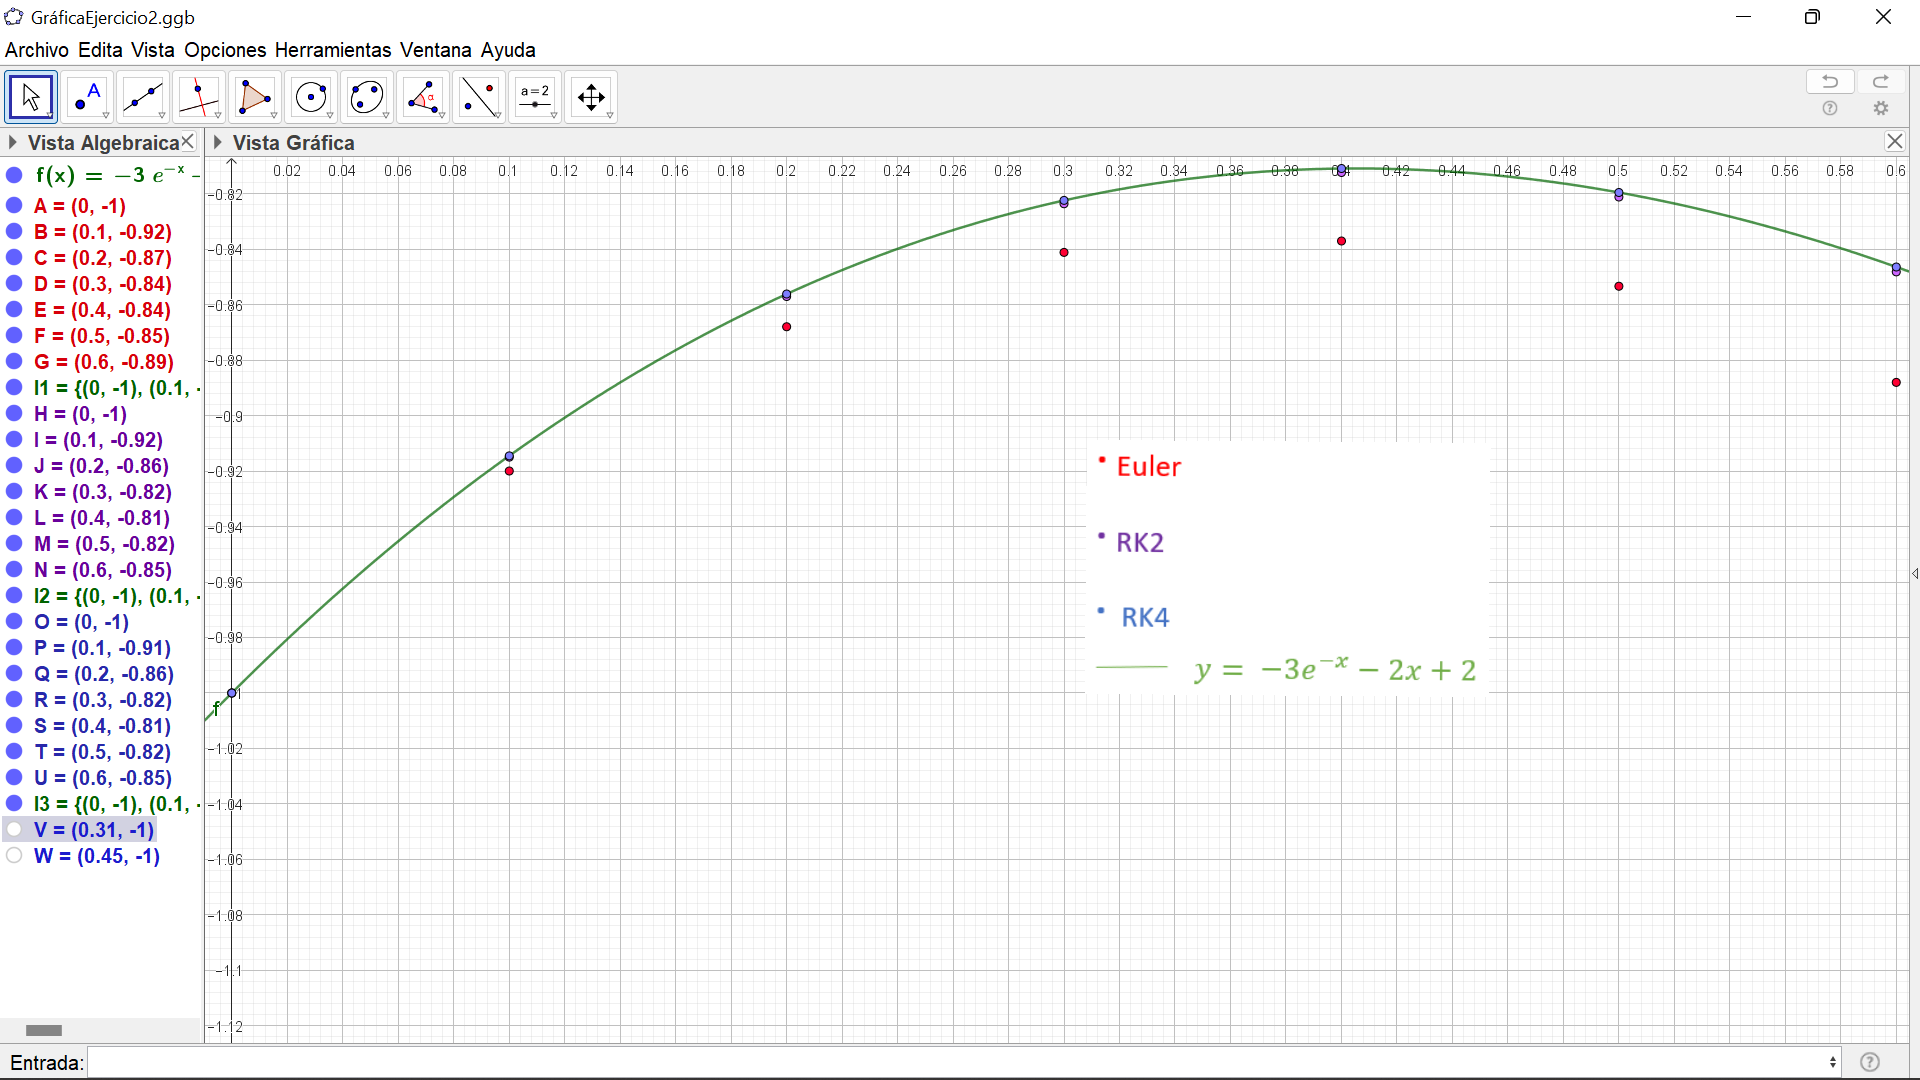 GráficaEjercicio2.ggb
Archivo Edita Vista Opciones Herramientas Ventana Ayuda
A
α
a=2
Vista Algebraica
Vista Gráfica
f(x) = −3 e⁻ˣ −
A = (0, -1)
B = (0.1, -0.92)
C = (0.2, -0.87)
D = (0.3, -0.84)
E = (0.4, -0.84)
F = (0.5, -0.85)
G = (0.6, -0.89)
l1 = {(0, -1), (0.1, -
H = (0, -1)
I = (0.1, -0.92)
J = (0.2, -0.86)
K = (0.3, -0.82)
L = (0.4, -0.81)
M = (0.5, -0.82)
N = (0.6, -0.85)
l2 = {(0, -1), (0.1, -
O = (0, -1)
P = (0.1, -0.91)
Q = (0.2, -0.86)
R = (0.3, -0.82)
S = (0.4, -0.81)
T = (0.5, -0.82)
U = (0.6, -0.85)
l3 = {(0, -1), (0.1, -
V = (0.31, -1)
W = (0.45, -1)
0.02 0.04 0.06 0.08 0.1 0.12 0.14 0.16 0.18 0.2 0.22 0.24 0.26 0.28 0.3 0.32 0.34 0.36 0.38 0.4 0.42 0.44 0.46 0.48 0.5 0.52 0.54 0.56 0.58 0.6
−0.82
−0.84
−0.86
−0.88
−0.9
−0.92
−0.94
−0.96
−0.98
−1
f
−1.02
−1.04
−1.06
−1.08
−1.1
−1.12
Euler
RK2
RK4
y = −3e⁻ˣ − 2x + 2
Entrada: